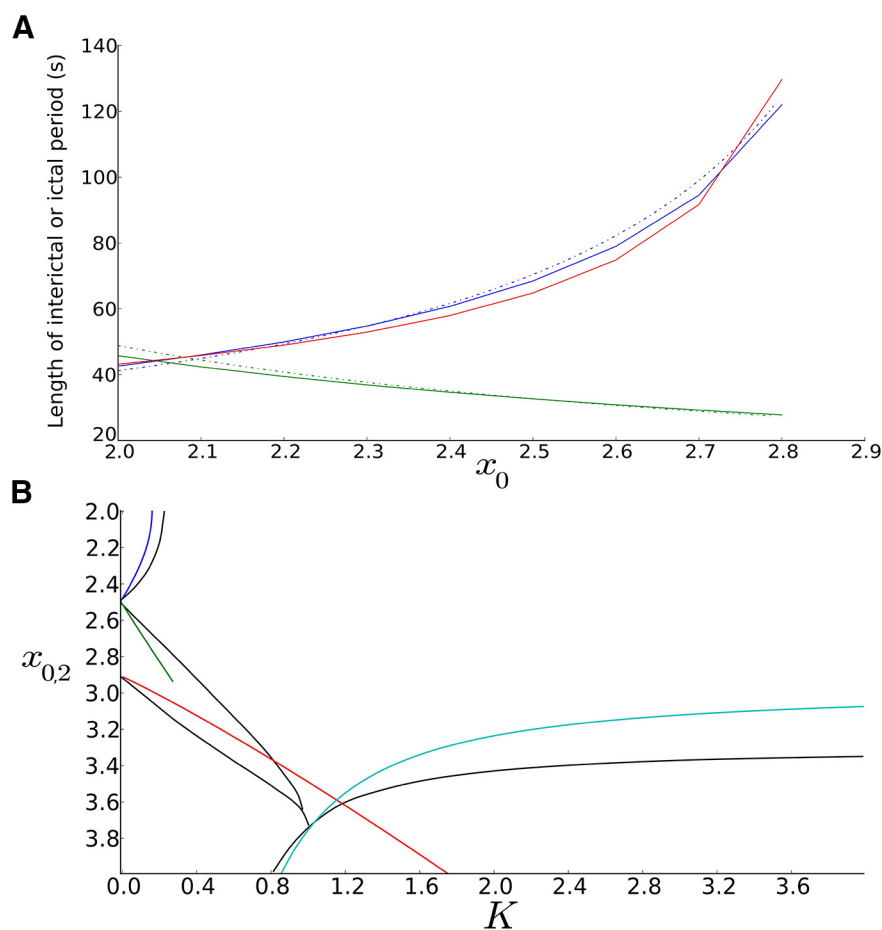 A
Length of interictal or ictal period (s)
140
120
100
80
60
40
20
2.0 2.1 2.2 2.3 2.4 2.5 2.6 2.7 2.8 2.9
x0
B
x0,2
2.0
2.2
2.4
2.6
2.8
3.0
3.2
3.4
3.6
3.8
0.0 0.4 0.8 1.2 1.6 2.0 2.4 2.8 3.2 3.6
K